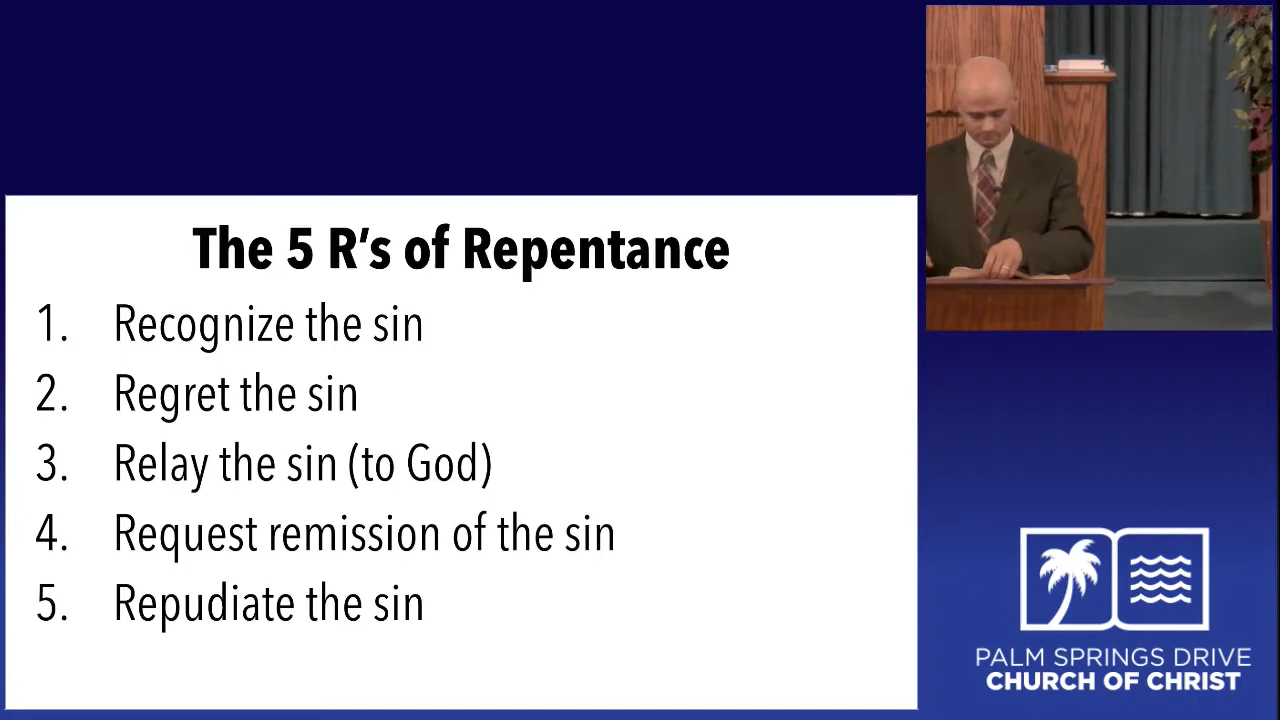 The 5 R’s of Repentance
1. Recognize the sin
2. Regret the sin
3. Relay the sin (to God)
4. Request remission of the sin
5. Repudiate the sin
PALM SPRINGS DRIVE
CHURCH OF CHRIST